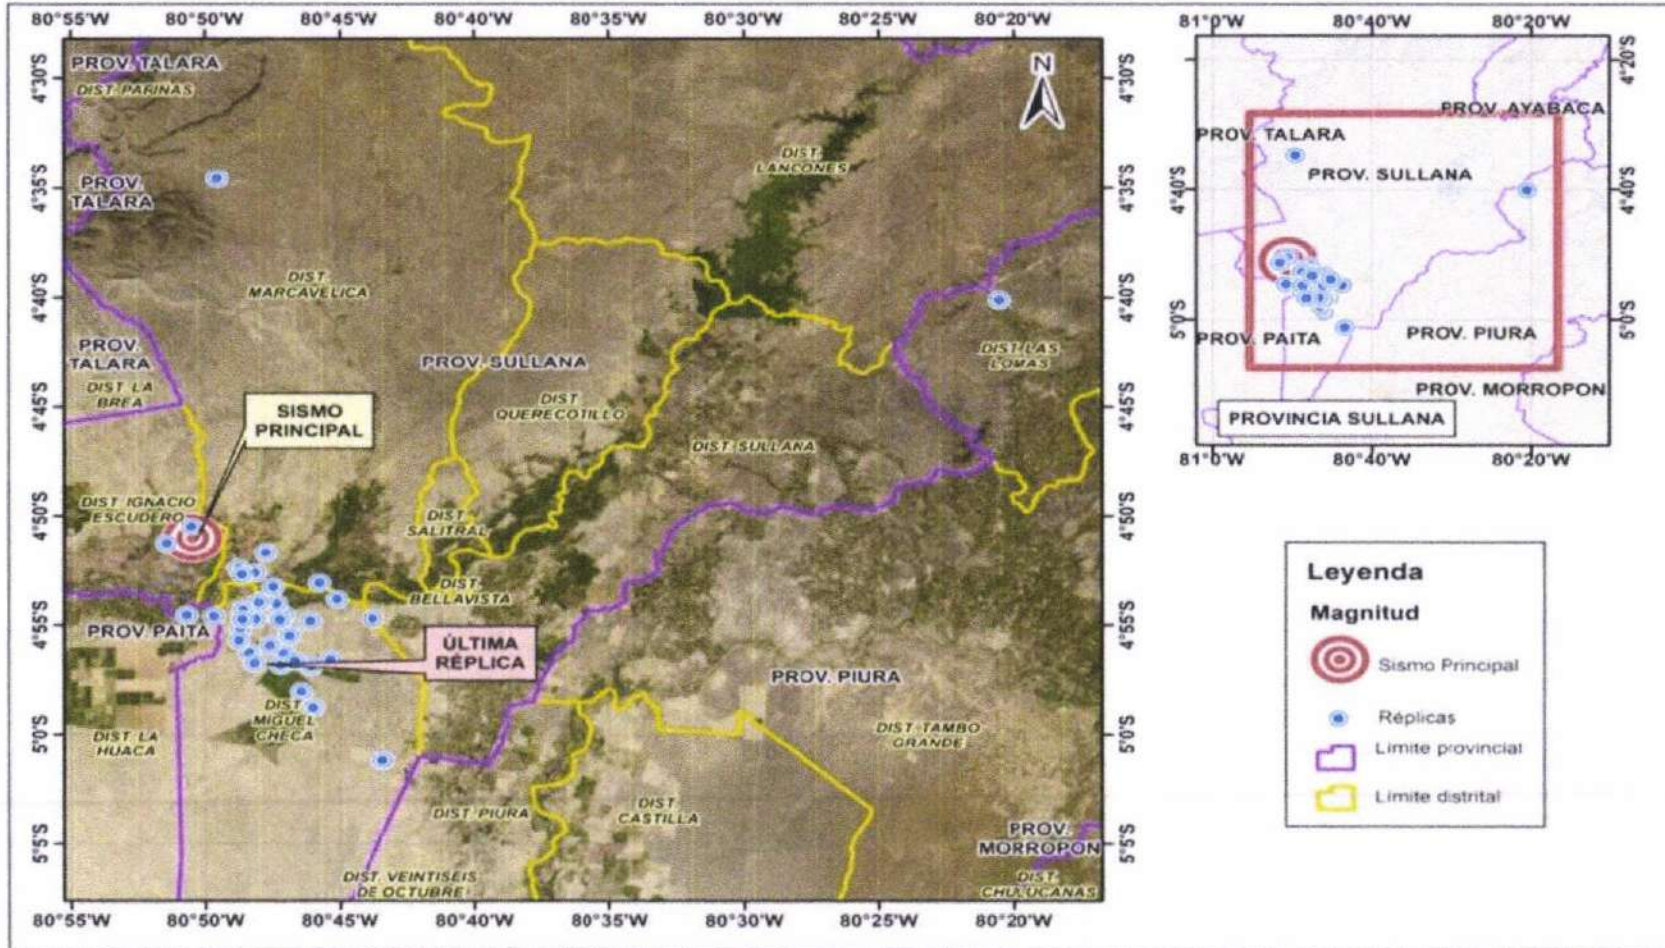 80°55'W 80°50'W 80°45'W 80°40'W 80°35'W 80°30'W 80°25'W 80°20'W
4°30'S
4°35'S
4°40'S
4°45'S
4°50'S
4°55'S
5°0'S
5°5'S
PROV. TALARA
DIST. PARINAS
PROV.
TALARA
DIST.
LANCONES
DIST.
MARCAVELICA
PROV.
TALARA
DIST. LA
BREA
PROV. SULLANA
DIST. LAS
LOMAS
SISMO
PRINCIPAL
DIST.
QUERECOTILLO
DIST. SULLANA
DIST. IGNACIO
ESCUDERO
DIST.
SALITRAL
DIST.
BELLAVISTA
PROV. PAITA
ÚLTIMA
RÉPLICA
PROV. PIURA
DIST.
MIGUEL
CHECA
DIST. LA
HUACA
DIST. TAMBO
GRANDE
DIST. PIURA
DIST.
CASTILLA
PROV.
MORROPON
DIST. VEINTISEIS
DE OCTUBRE
DIST.
CHULUCANAS
N
4°30'S
4°35'S
4°40'S
4°45'S
4°50'S
4°55'S
5°0'S
5°5'S
80°55'W 80°50'W 80°45'W 80°40'W 80°35'W 80°30'W 80°25'W 80°20'W
81°0'W 80°40'W 80°20'W
4°20'S
4°40'S 4°40'S
5°0'S 5°0'S
PROV. AYABACA
PROV. TALARA
PROV. SULLANA
PROV. PAITA
PROV. PIURA
PROV. MORROPON
PROVINCIA SULLANA
81°0'W 80°40'W 80°20'W
Leyenda
Magnitud
Sismo Principal
Réplicas
Limite provincial
Limite distrital